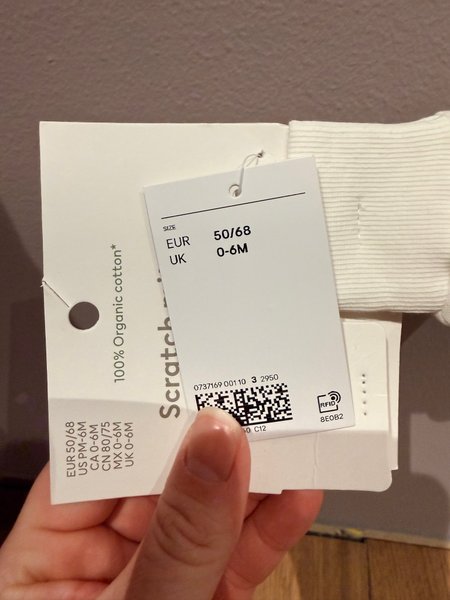 SIZE
EUR 50/68
UK 0-6M
0737169 001 10 3 2950
C12
RFID
8E0B2
100% Organic cotton*
Scratch
EUR 50/68
US PM-6M
CA 0-6M
CN 80/75
MX 0-6M
UK 0-6M